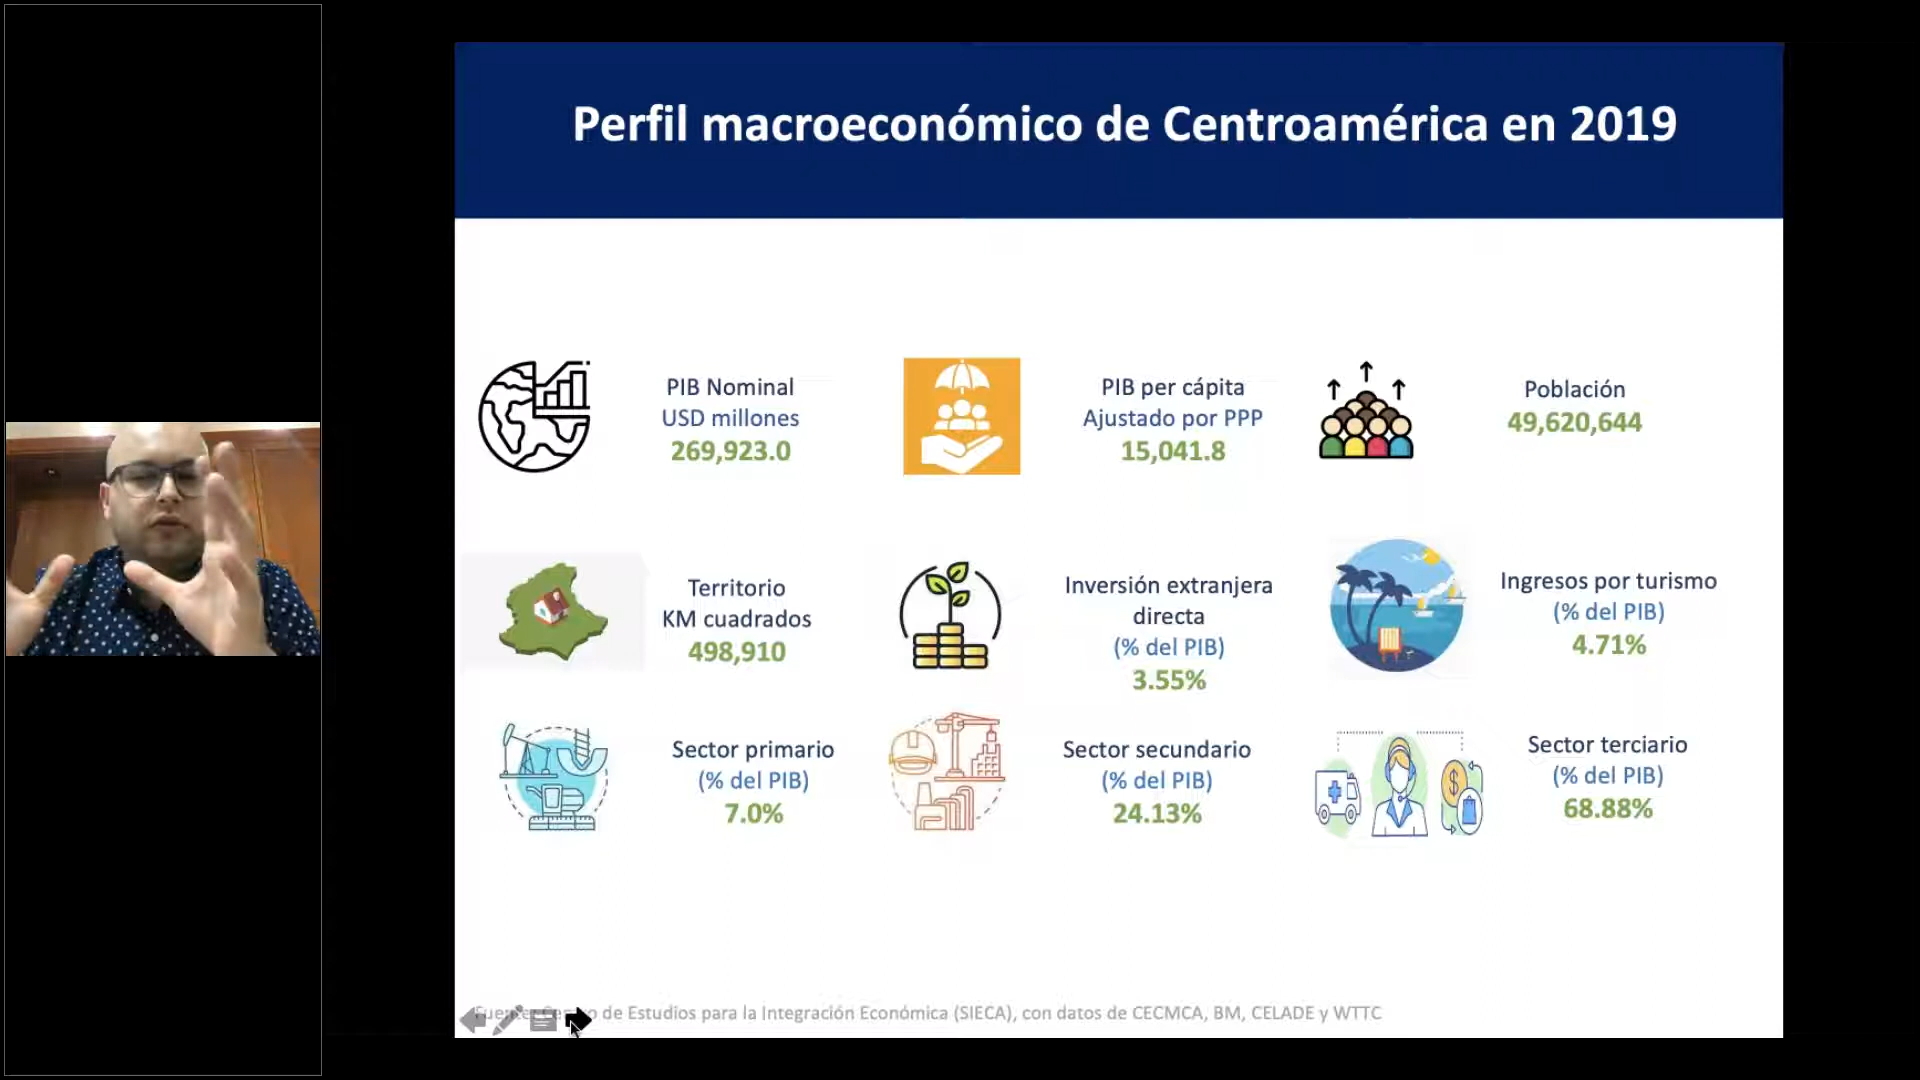 Perfil macroeconómico de Centroamérica en 2019
PIB Nominal
USD millones
269,923.0
PIB per cápita
Ajustado por PPP
15,041.8
Población
49,620,644
Territorio
KM cuadrados
498,910
Inversión extranjera
directa
(% del PIB)
3.55%
Ingresos por turismo
(% del PIB)
4.71%
Sector primario
(% del PIB)
7.0%
Sector secundario
(% del PIB)
24.13%
Sector terciario
(% del PIB)
68.88%
de Estudios para la Integración Económica (SIECA), con datos de CECMCA, BM, CELADE y WTTC